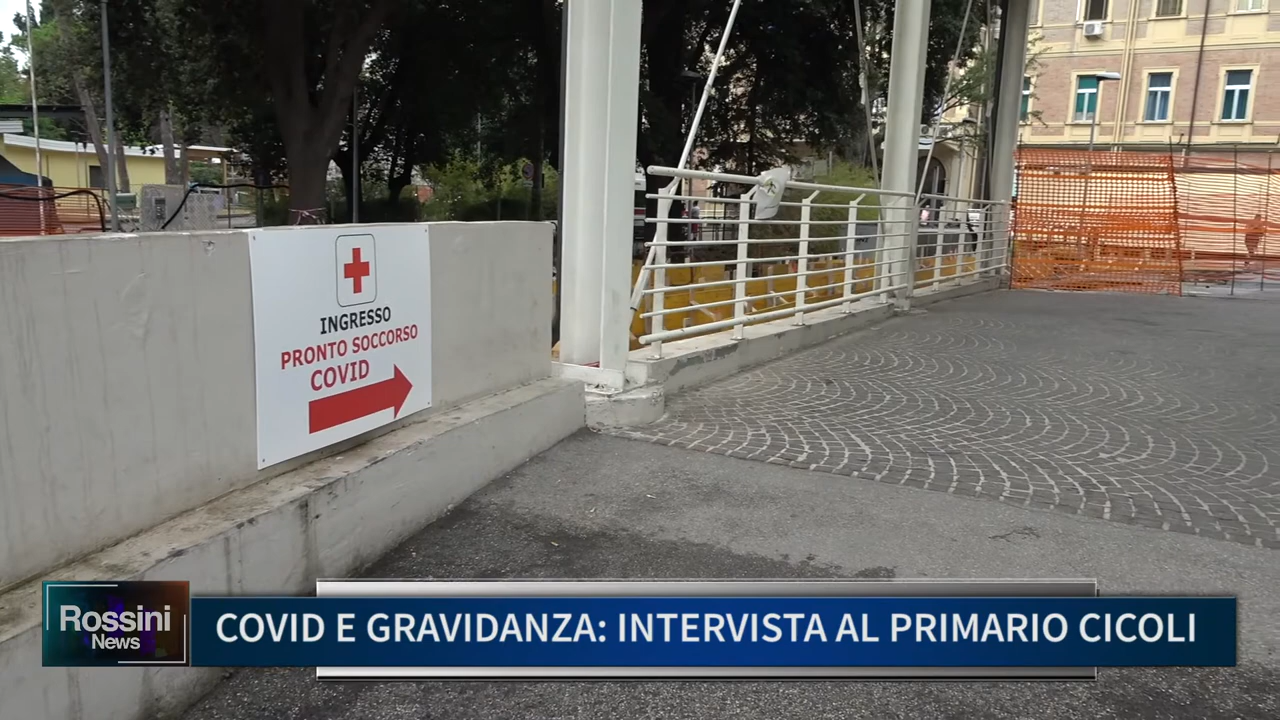 INGRESSO
PRONTO SOCCORSO
COVID
Rossini
News
COVID E GRAVIDANZA: INTERVISTA AL PRIMARIO CICOLI